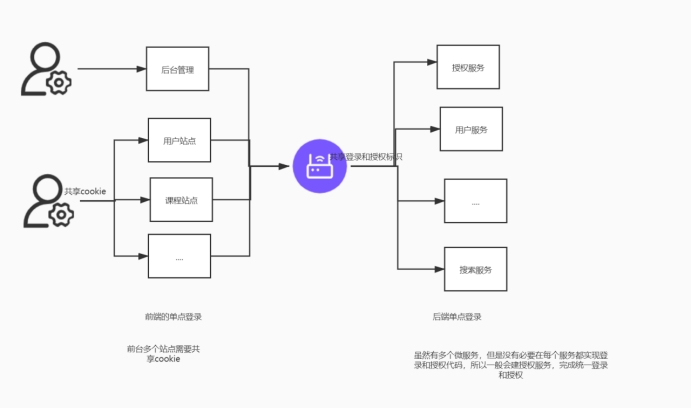 后台管理
授权服务
用户站点
用户服务
共享登录和授权标识
共享cookie
课程站点
....
....
搜素服务
前端的单点登录
后端单点登录
前台多个站点需要共
享cookie
虽然有多个微服务，但是没有必要在每个服务都实现登
录和授权代码，所以一般会建授权服务，完成统一登录
和授权